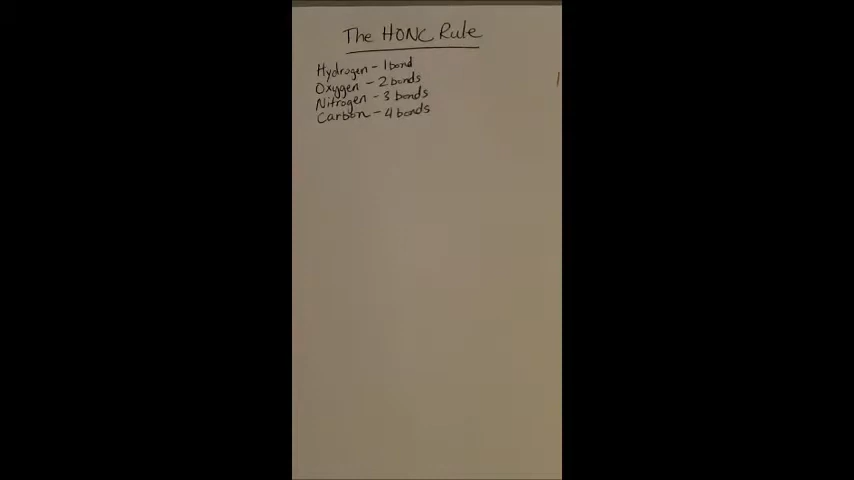 The HONC Rule
Hydrogen - 1 bond
Oxygen - 2 bonds
Nitrogen - 3 bonds
Carbon - 4 bonds